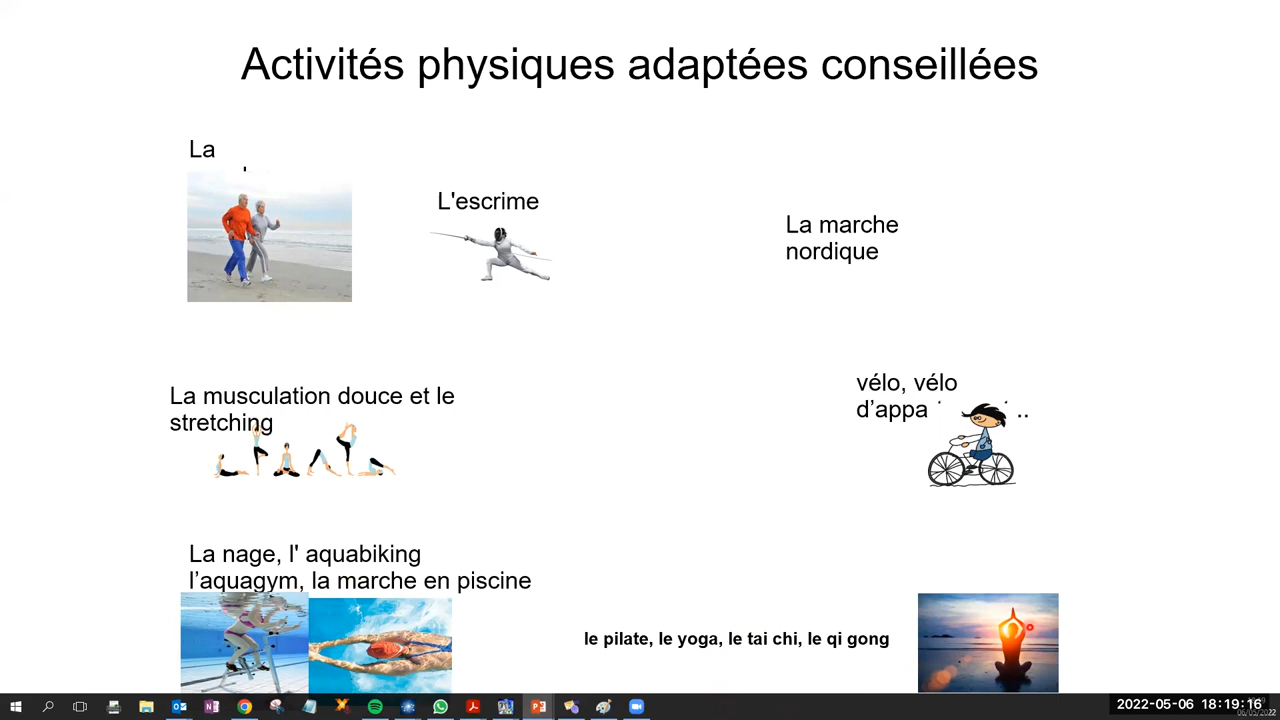 Activités physiques adaptées conseillées
La
L'escrime
La marche
nordique
La musculation douce et le
stretching
vélo, vélo
d’appa
..
La nage, l' aquabiking
l’aquagym, la marche en piscine
le pilate, le yoga, le tai chi, le qi gong
2022-05-06 18:19:16